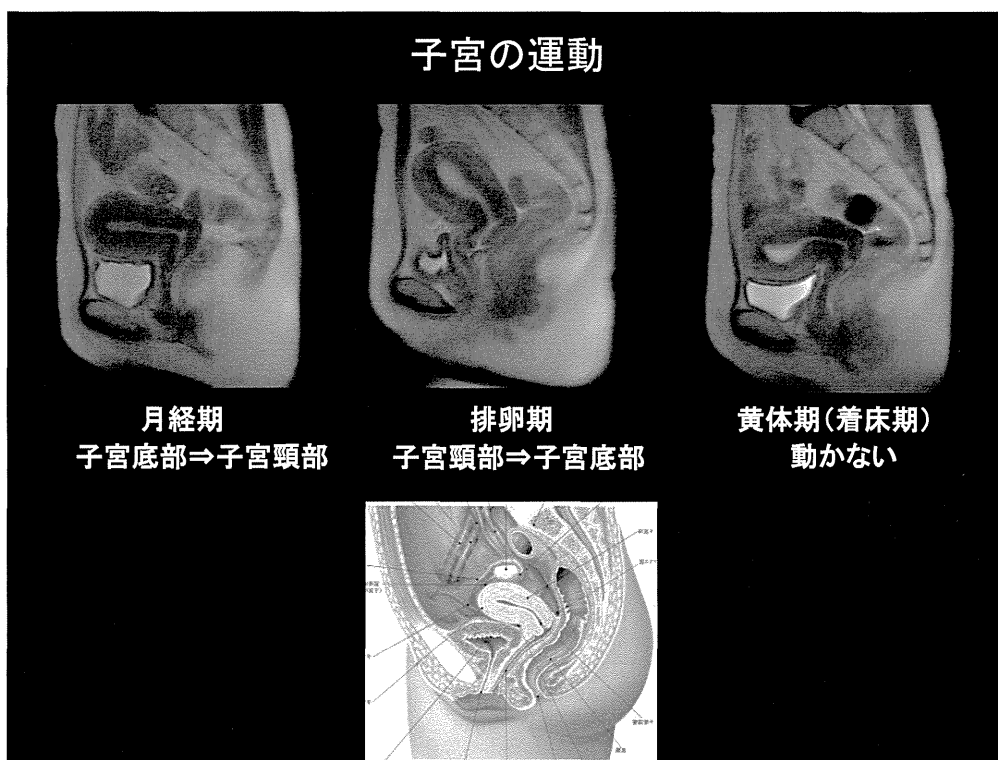 子宮の運動
月経期
子宮底部⇒子宮頸部
排卵期
子宮頸部⇒子宮底部
黄体期(着床期)
動かない